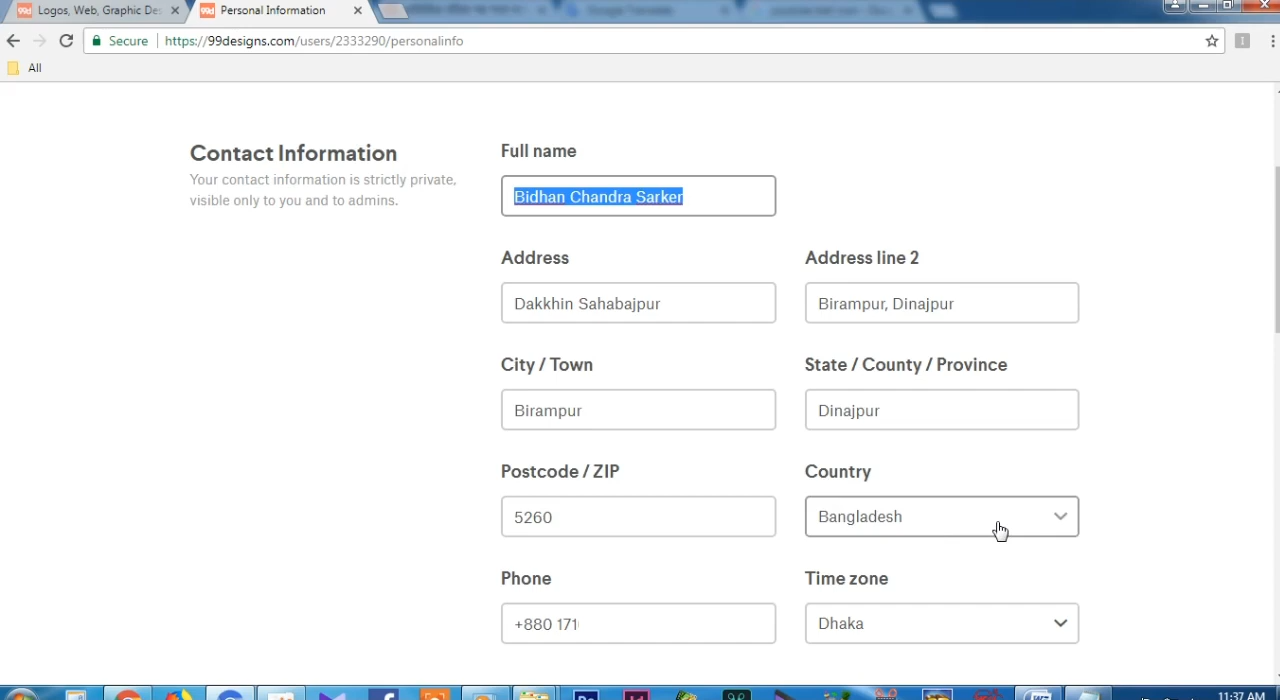 Logos, Web, Graphic Des
Personal Information
Secure
https://99designs.com/users/2333290/personalinfo
All
Contact Information
Your contact information is strictly private,
visible only to you and to admins.
Full name
Bidhan Chandra Sarker
Address
Address line 2
Dakkhin Sahabajpur
Birampur, Dinajpur
City / Town
State / County / Province
Birampur
Dinajpur
Postcode / ZIP
Country
5260
Bangladesh
Phone
Time zone
+880 171
Dhaka
11:37 AM